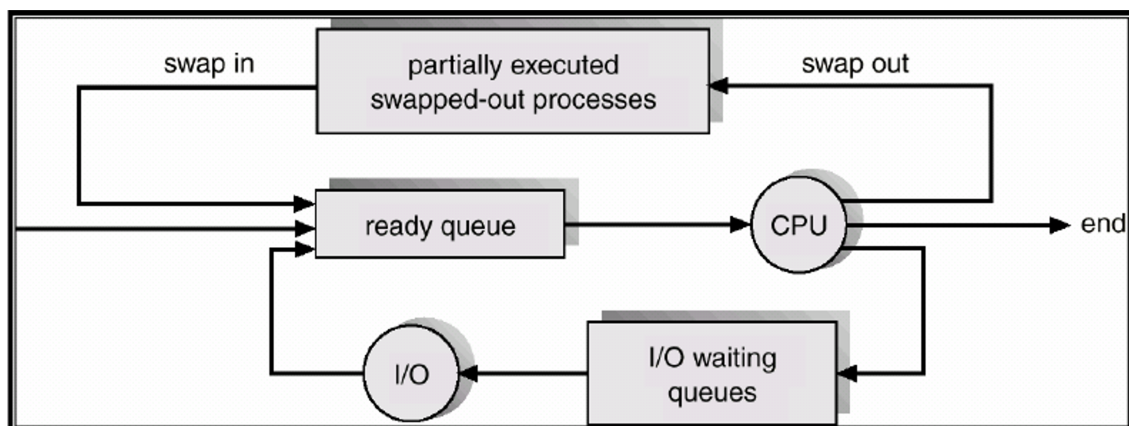 swap in
partially executed
swapped-out processes
swap out
ready queue
CPU
end
I/O
I/O waiting
queues